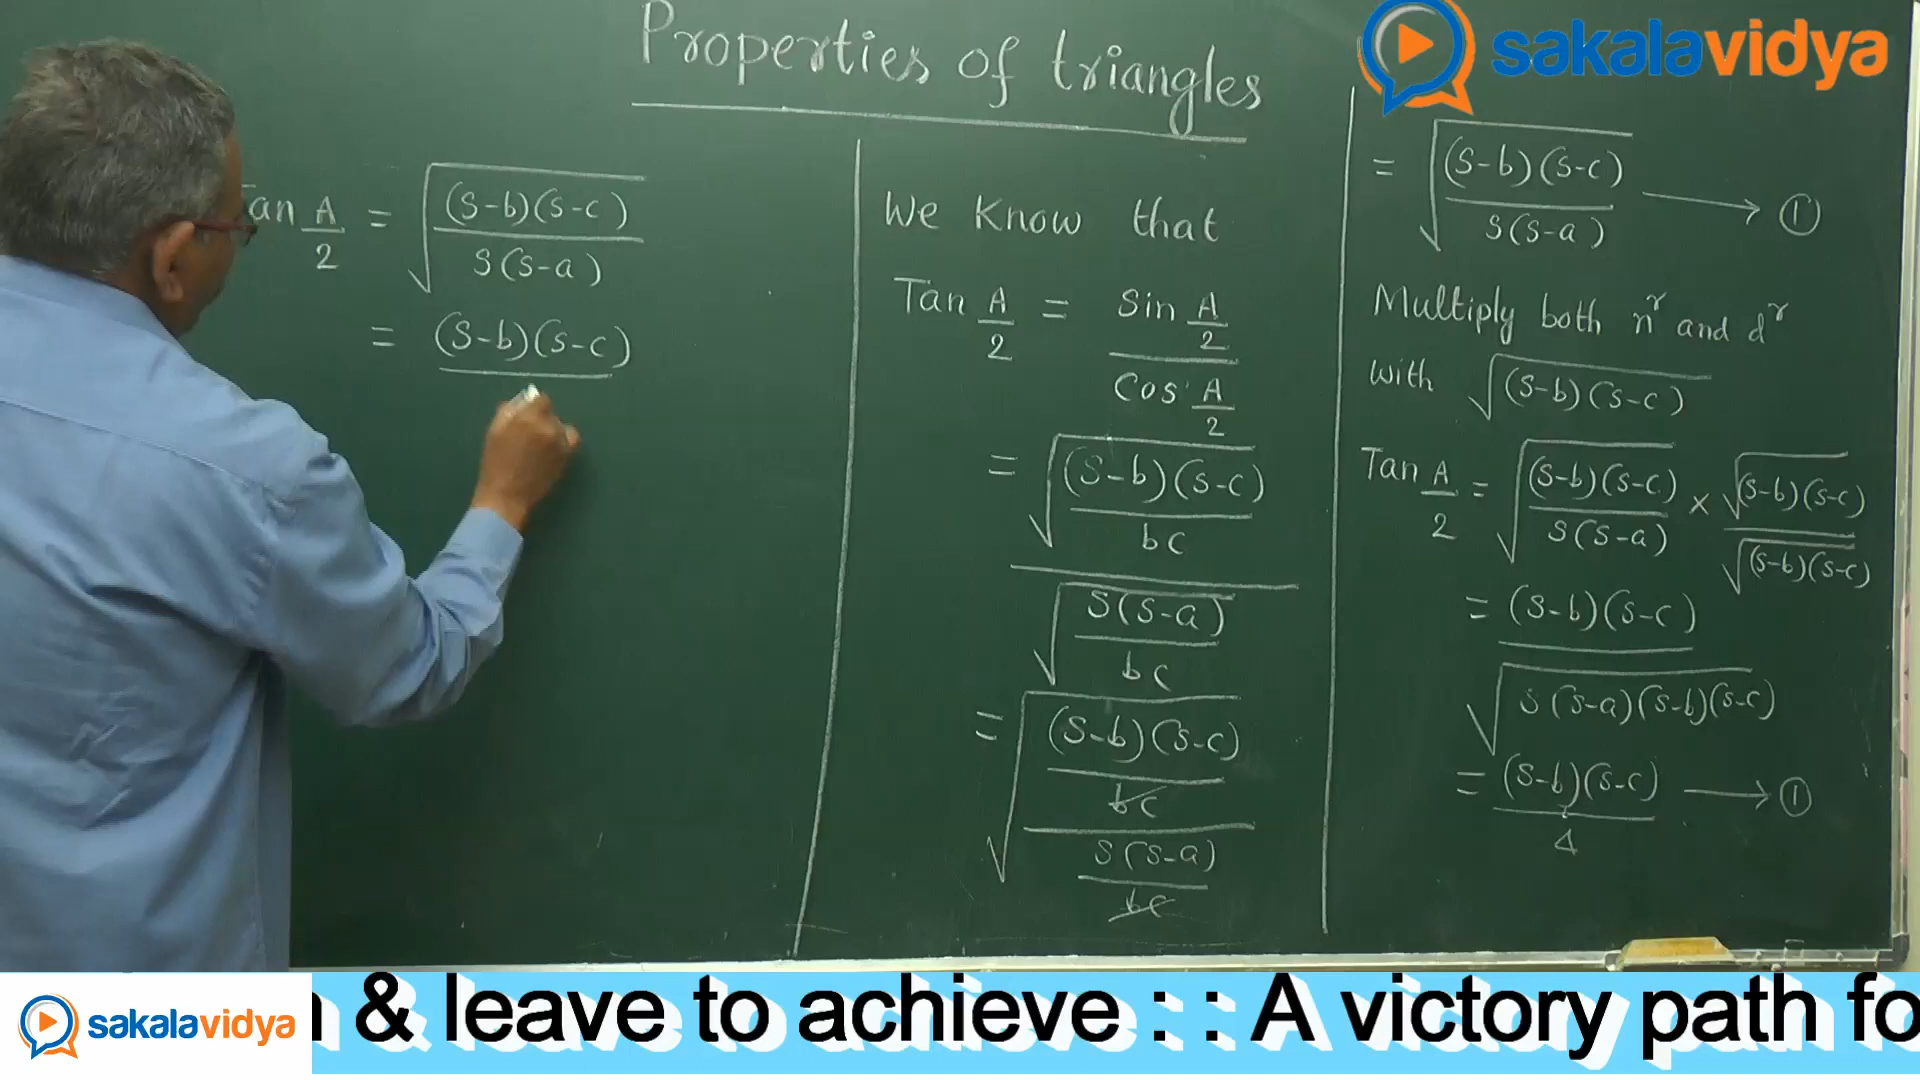 Properties of triangles
sakalavidya
Tan A/2 = √((s-b)(s-c) / s(s-a))
= (s-b)(s-c)
We know that
Tan A/2 = Sin A/2 / Cos A/2
= √((s-b)(s-c) / bc) / √(s(s-a) / bc)
= √(((s-b)(s-c) / bc) / (s(s-a) / bc))
= √((s-b)(s-c) / s(s-a)) → ①
Multiply both nʳ and dʳ
with √(s-b)(s-c)
Tan A/2 = √((s-b)(s-c) / s(s-a)) × √(s-b)(s-c) / √(s-b)(s-c)
= (s-b)(s-c) / √s(s-a)(s-b)(s-c)
= (s-b)(s-c) / Δ → ①
sakalavidya
& leave to achieve : : A victory path fo